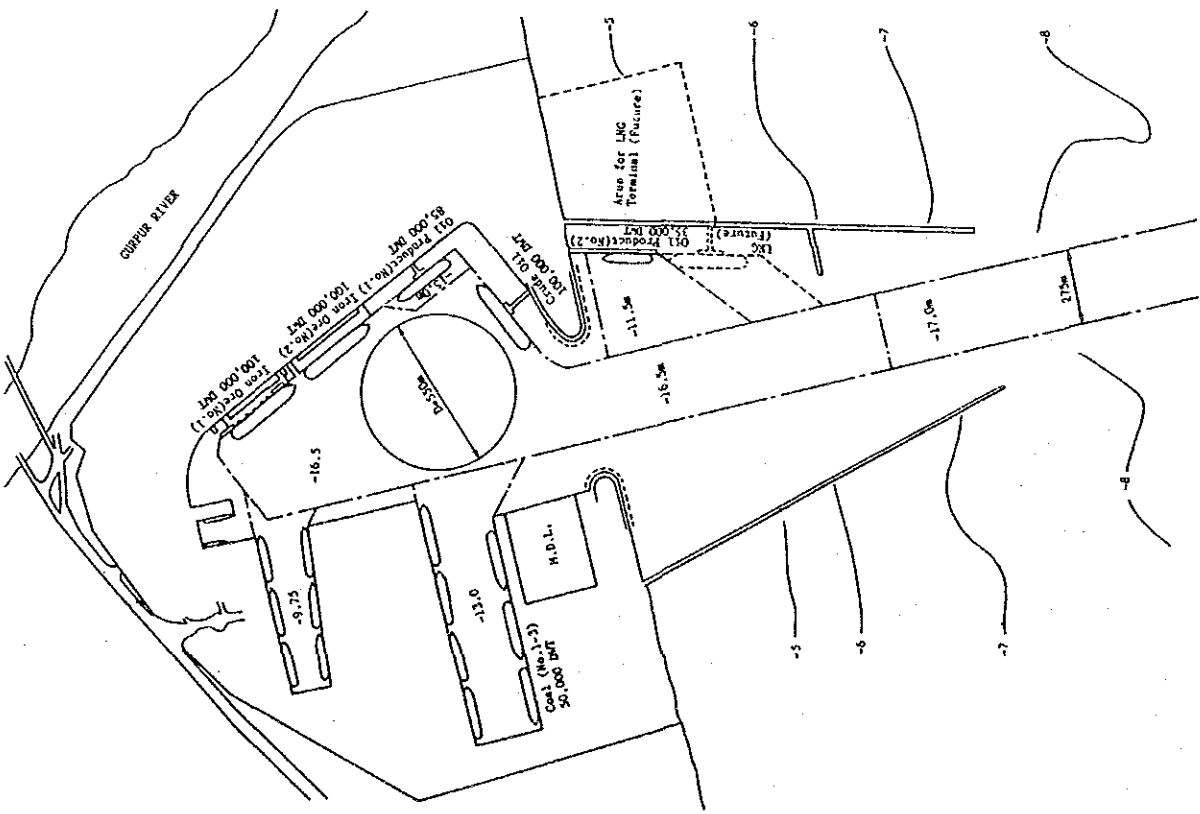 GURPUR RIVER
-5
-6
-7
-8
Area for LNG
Terminal (Future)
Oil Product(No.1)
85,000 DWT
Iron Ore(No.2)
100,000 DWT
Iron Ore(No.1)
100,000 DWT
-13.0m
Crude Oil
100,000 DWT
Oil Product(No.2)
35,000 DWT
LNG
(Future)
D=550m
-11.5m
-16.5
-16.5m
-17.0m
275m
-9.75
-13.0
M.D.L.
Coal (No.1-3)
50,000 DWT
-5
-6
-7
-8